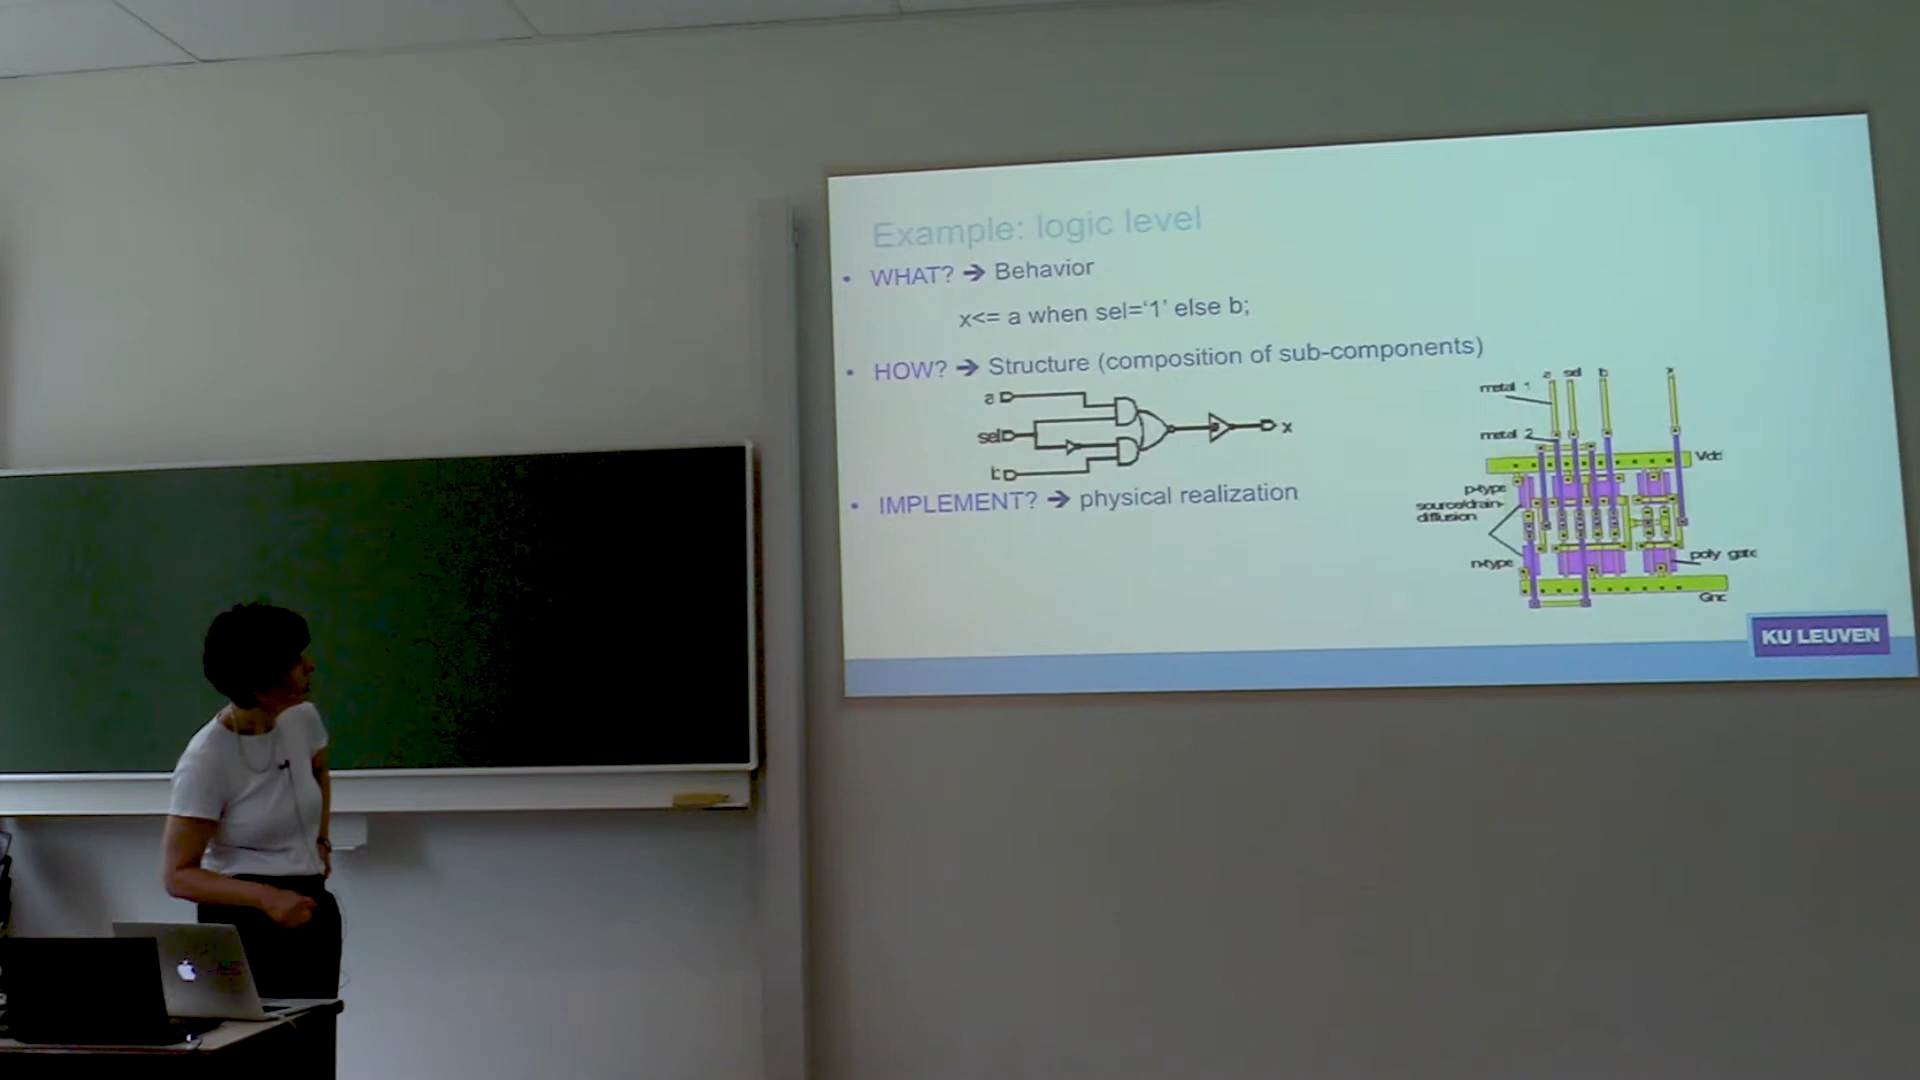 Example: logic level
• WHAT? ➔ Behavior
x<= a when sel=‘1’ else b;
• HOW? ➔ Structure (composition of sub-components)
a
sel
b
x
• IMPLEMENT? ➔ physical realization
a sel b x
metal 1
metal 2
Vdd
p-type
source/drain-
diffusion
n-type
poly gate
Gnd
KU LEUVEN